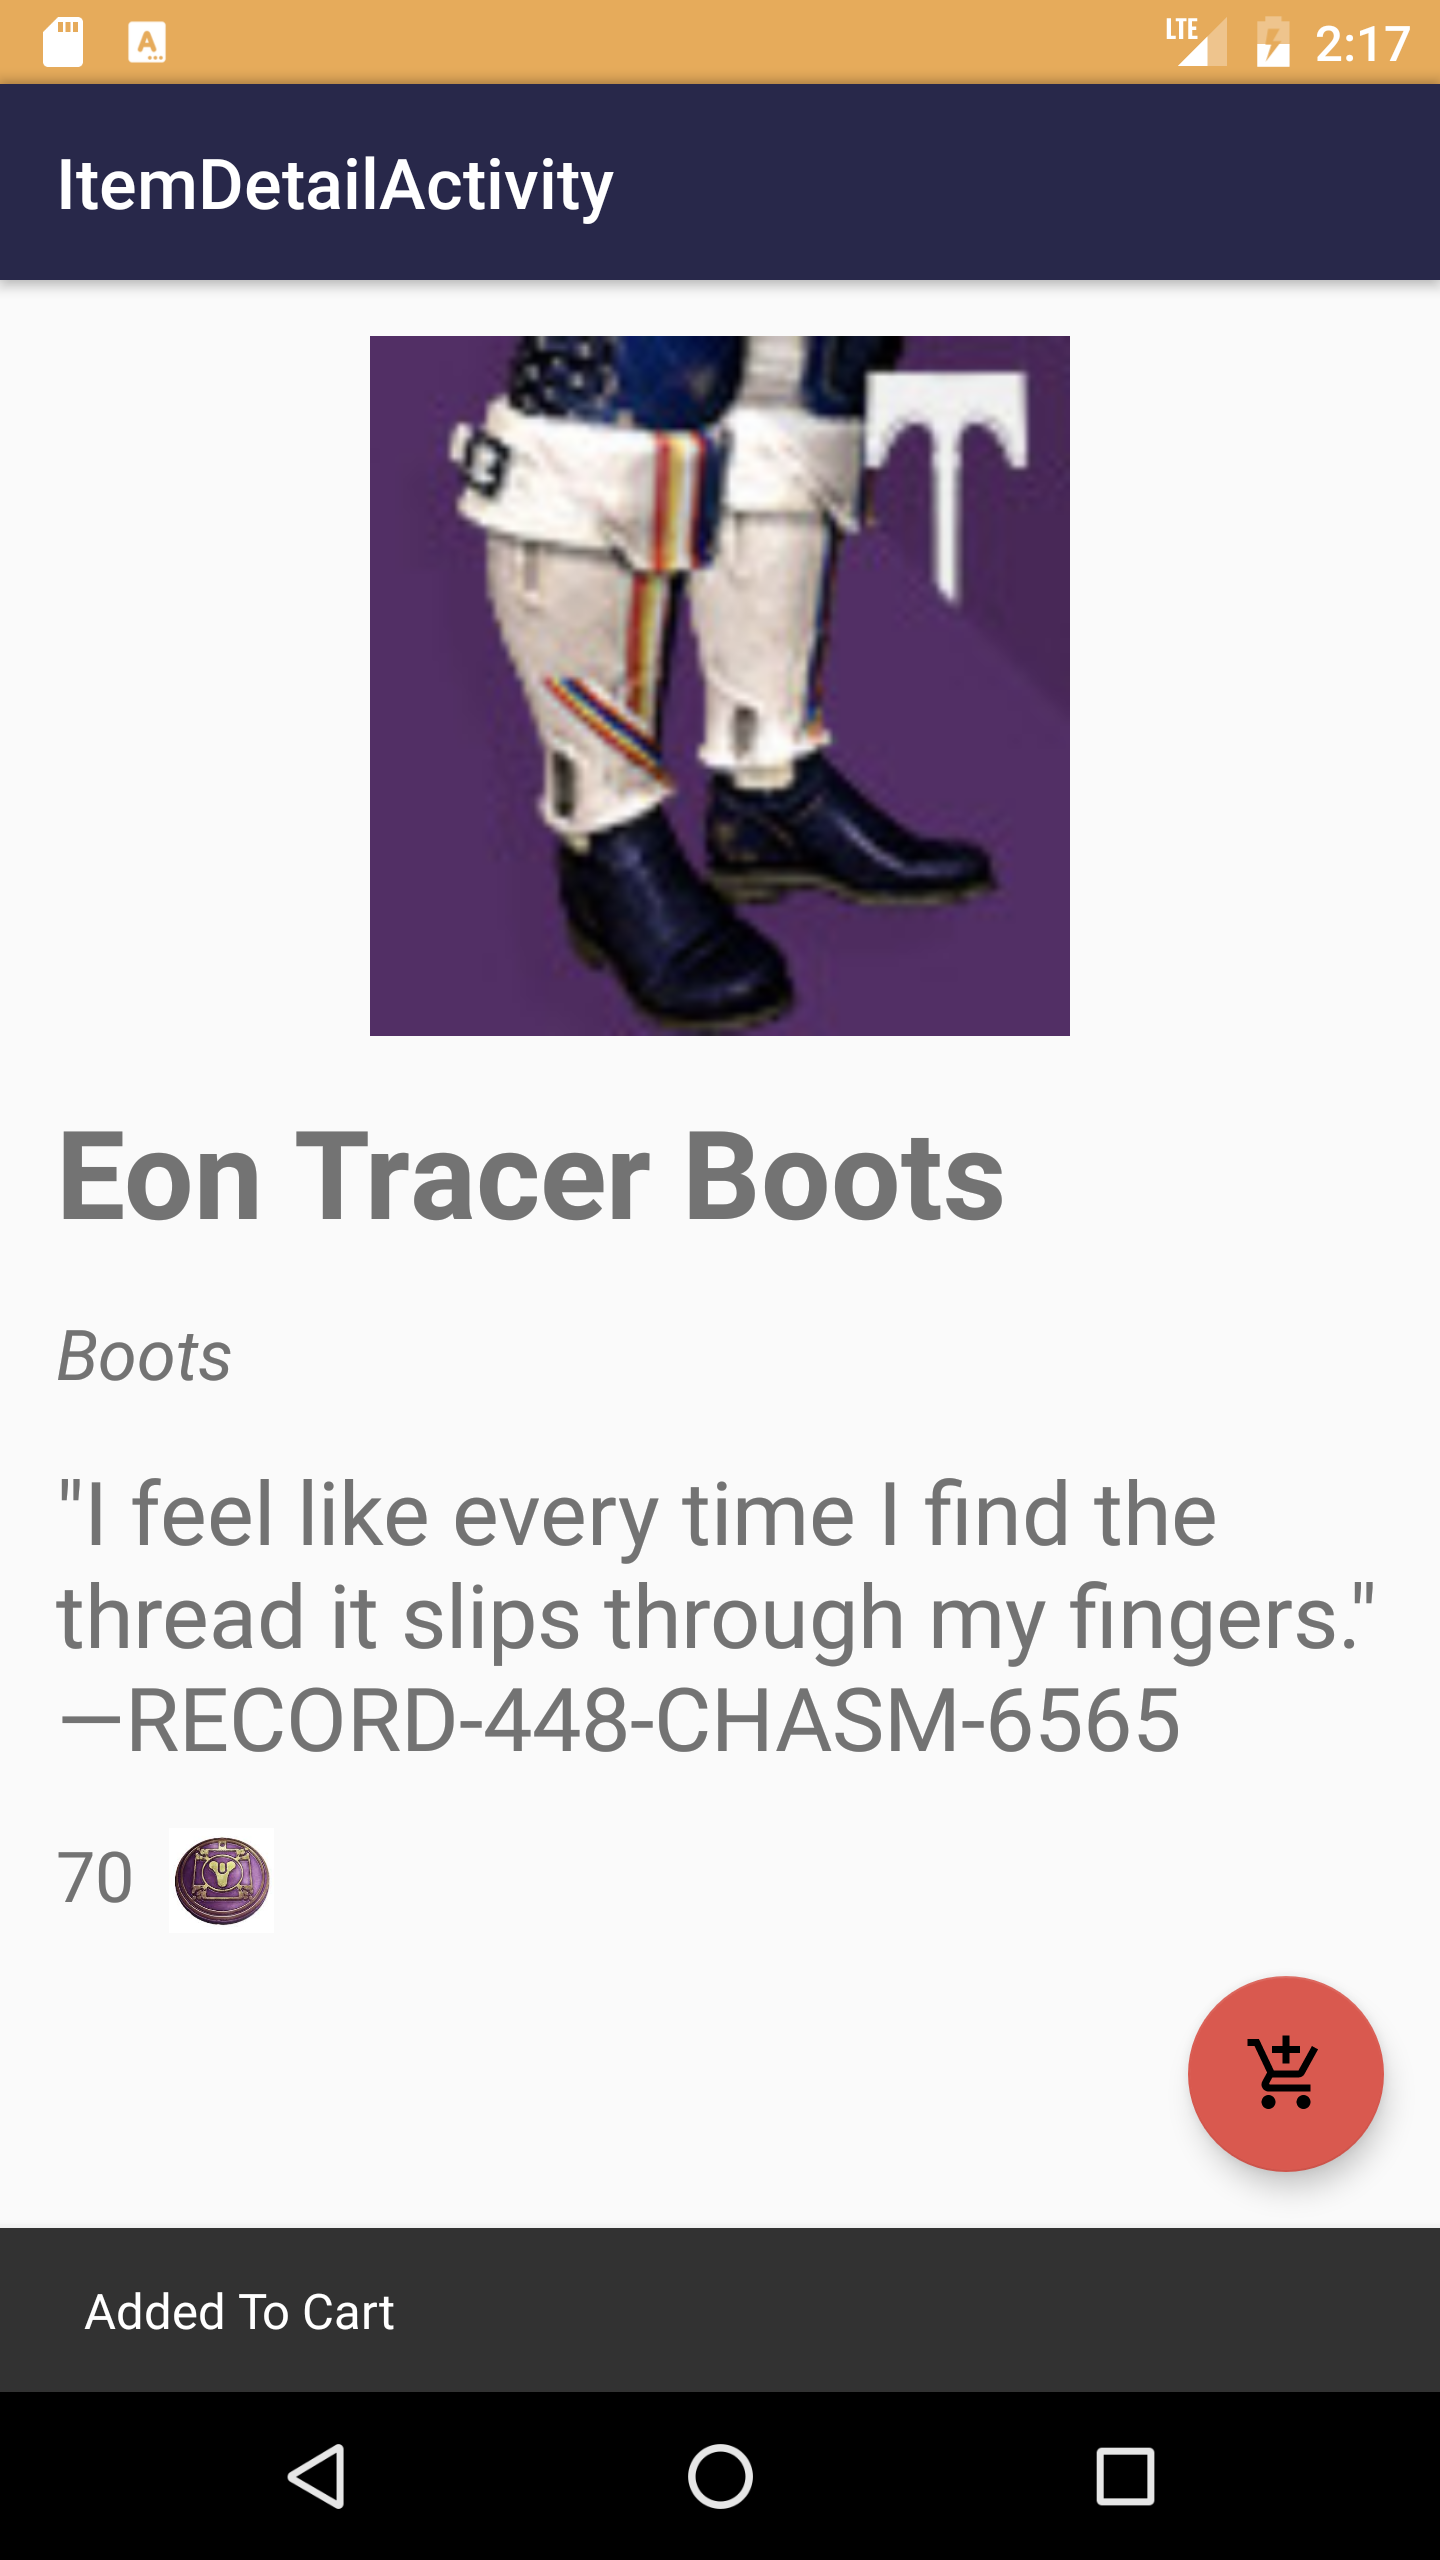 LTE 2:17
ItemDetailActivity
Eon Tracer Boots
Boots
"I feel like every time I find the
thread it slips through my fingers."
—RECORD-448-CHASM-6565
70
Added To Cart